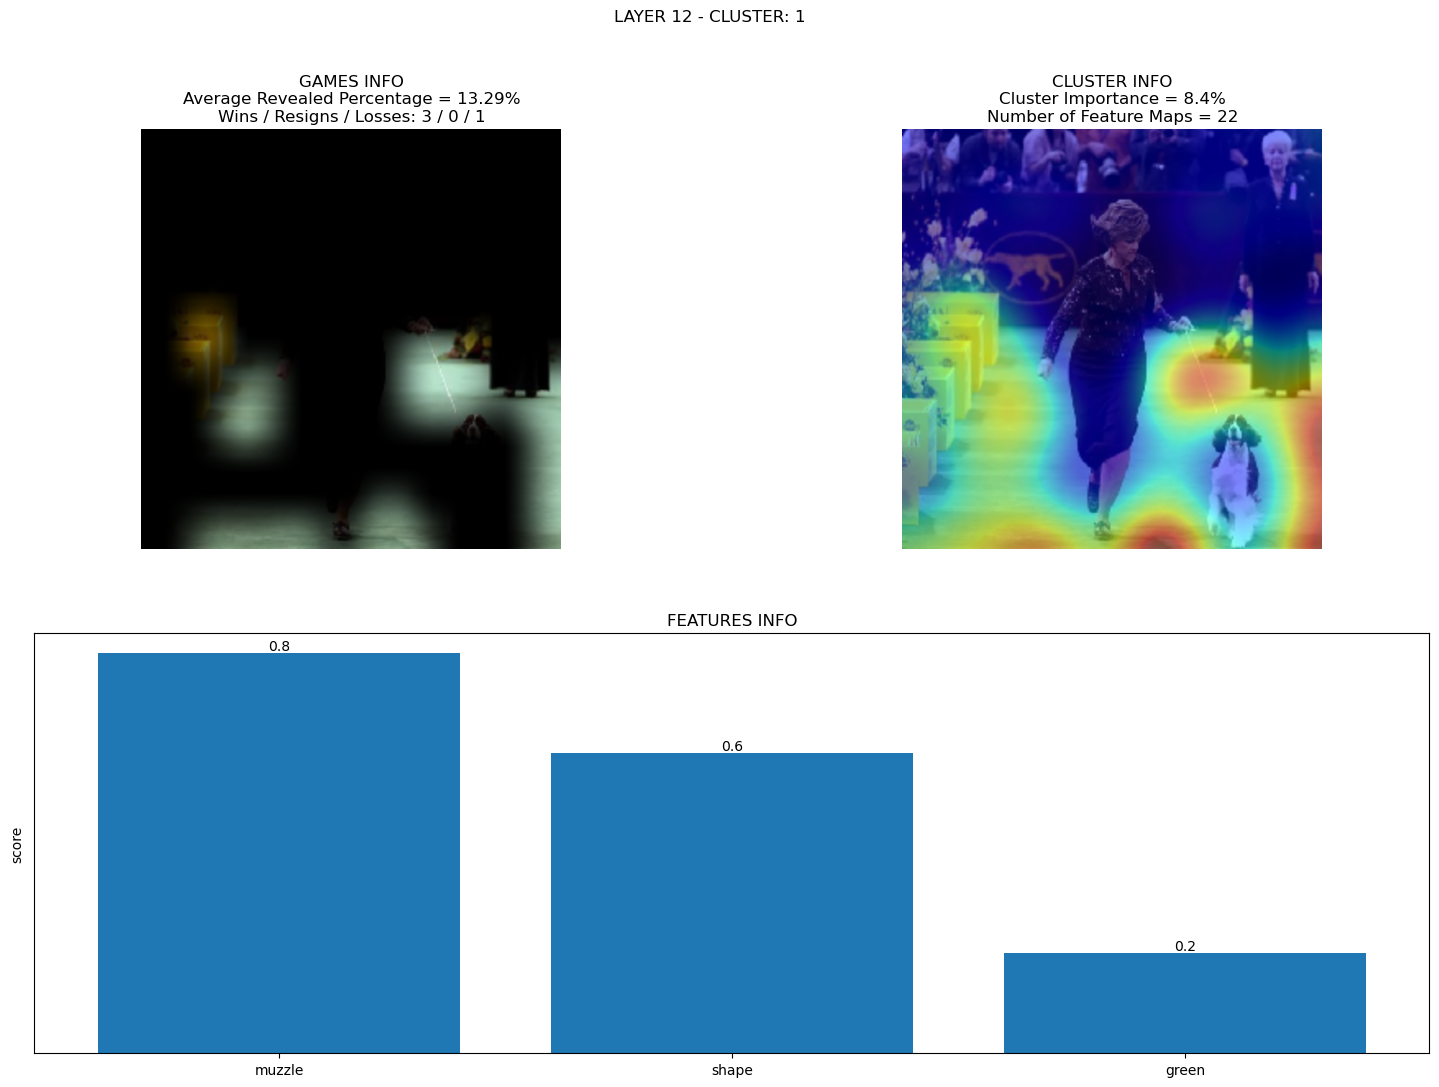 LAYER 12 - CLUSTER: 1
GAMES INFO
Average Revealed Percentage = 13.29%
Wins / Resigns / Losses: 3 / 0 / 1
CLUSTER INFO
Cluster Importance = 8.4%
Number of Feature Maps = 22
FEATURES INFO
score
0.8
0.6
0.2
muzzle
shape
green